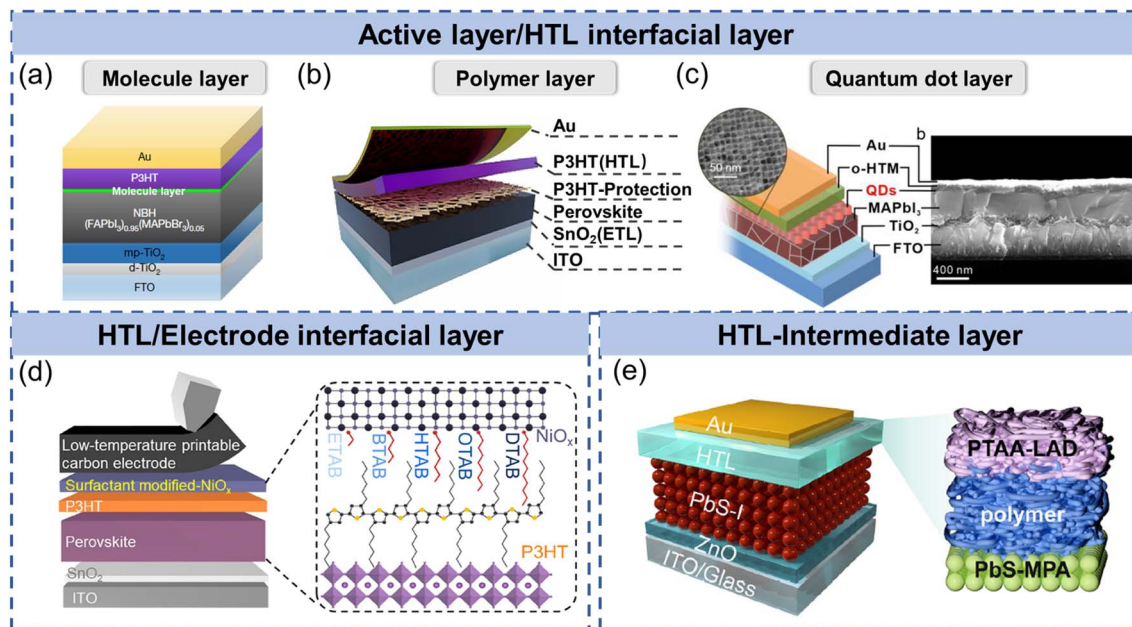 Active layer/HTL interfacial layer
(a)
Molecule layer
Au
P3HT
Molecule layer
NBH
(FAPbI₃)₀.₉₅(MAPbBr₃)₀.₀₅
mp-TiO₂
d-TiO₂
FTO
(b)
Polymer layer
Au
P3HT(HTL)
P3HT-Protection
Perovskite
SnO₂(ETL)
ITO
(c)
Quantum dot layer
50 nm
b
Au
o-HTM
QDs
MAPbI₃
TiO₂
FTO
400 nm
HTL/Electrode interfacial layer
(d)
Low-temperature printable
carbon electrode
Surfactant modified-NiOₓ
P3HT
Perovskite
SnO₂
ITO
ETAB
BTAB
HTAB
OTAB
DTAB
NiOₓ
P3HT
HTL-Intermediate layer
(e)
Au
HTL
PbS-I
ZnO
ITO/Glass
PTAA-LAD
polymer
PbS-MPA